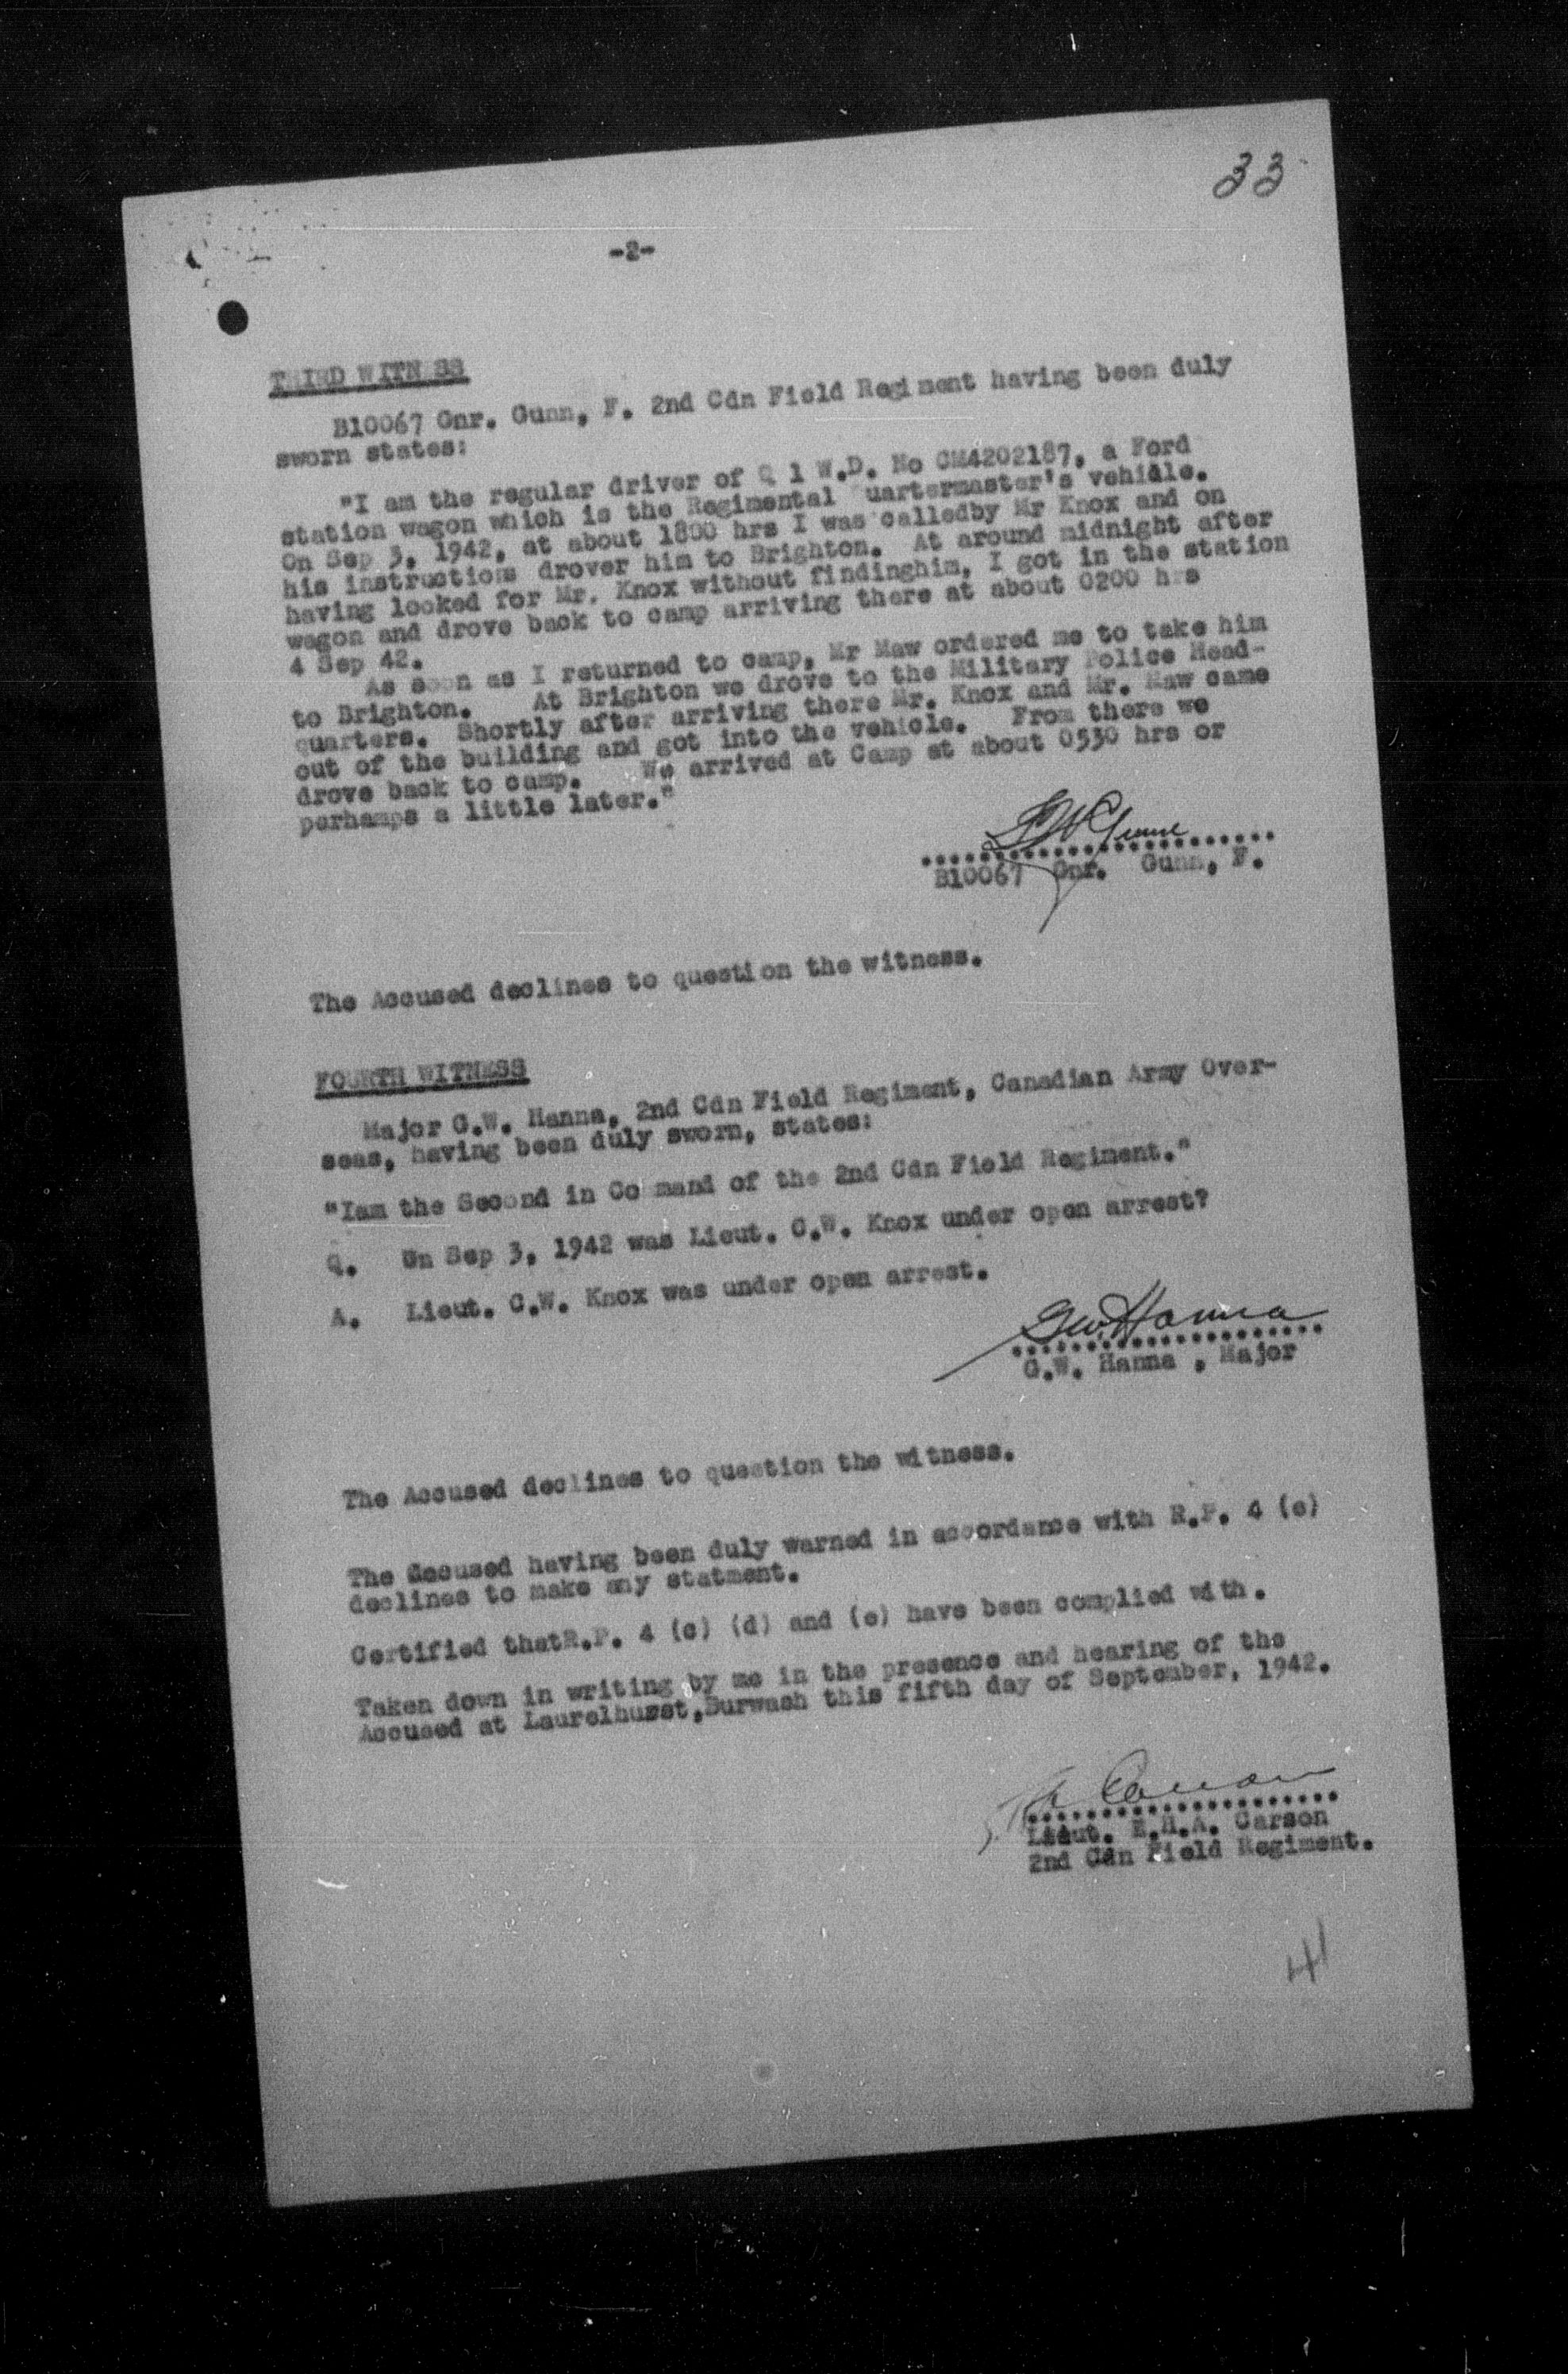 33
-2-
THIRD WITNESS
B10067 Gnr. Gunn, F. 2nd Cdn Field Regiment having been duly
sworn states:
"I am the regular driver of Q 1 W.D. No CM4202187, a Ford
station wagon which is the Regimental uartermaster's vehicle.
On Sep 3, 1942, at about 1800 hrs I was calledby Mr Knox and on
his instructions drover him to Brighton. At around midnight after
having looked for Mr. Knox without findinghim, I got in the station
wagon and drove back to camp arriving there at about 0200 hrs
4 Sep 42.
As soon as I returned to camp, Mr Maw ordered me to take him
to Brighton. At Brighton we drove to the Military Police Head-
quarters. Shortly after arriving there Mr. Knox and Mr. Maw came
out of the building and got into the vehicle. From there we
drove back to camp. We arrived at Camp at about 0530 hrs or
perhamps a little later."
FW Gunn
B10067 Gnr. Gunn, F.
The Accused declines to question the witness.
FOURTH WITNESS
Major G.W. Hanna, 2nd Cdn Field Regiment, Canadian Army Over-
seas, having been duly sworn, states:
"Iam the Second in Command of the 2nd Cdn Field Regiment."
Q. On Sep 3, 1942 was Lieut. C.W. Knox under open arrest?
A. Lieut. C.W. Knox was under open arrest.
GW. Hanna
G.W. Hanna , Major
The Accused declines to question the witness.
The Accused having been duly warned in accordance with R.P. 4 (e)
declines to make any statment.
Certified thatR.P. 4 (c) (d) and (e) have been complied with.
Taken down in writing by me in the presence and hearing of the
Accused at Laurelhurst,Burwash this fifth day of September, 1942.
Carson
Lieut. E.H.A. Carson
2nd Cdn Field Regiment.
41